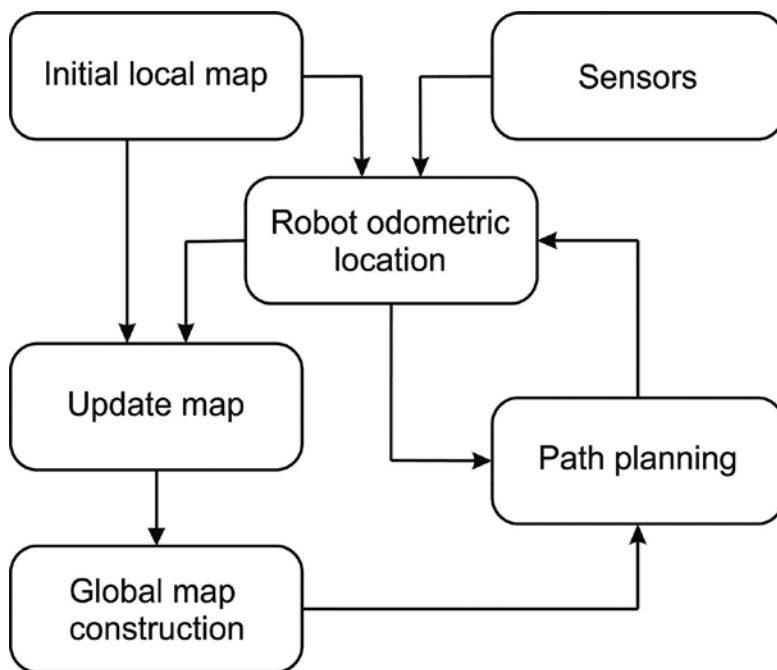 Initial local map
Sensors
Robot odometric
location
Update map
Path planning
Global map
construction